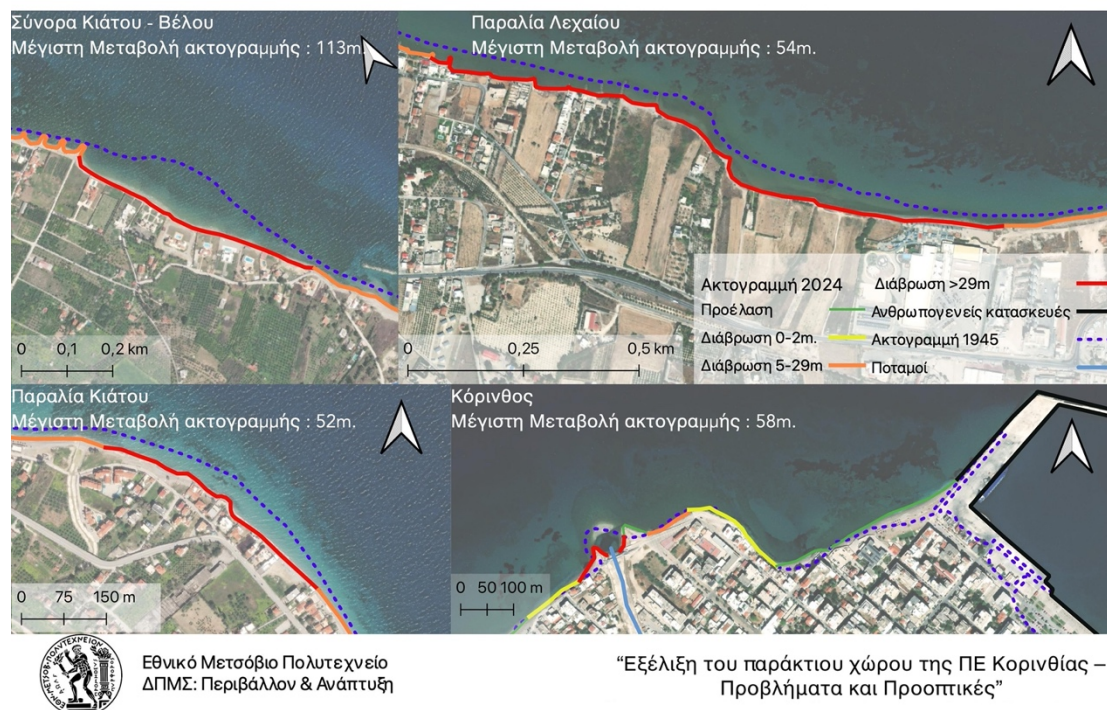 Σύνορα Κιάτου - Βέλου
Μέγιστη Μεταβολή ακτογραμμής : 113m.
0 0,1 0,2 km
Παραλία Λεχαίου
Μέγιστη Μεταβολή ακτογραμμής : 54m.
0 0,25 0,5 km
Ακτογραμμή 2024
Προέλαση
Διάβρωση 0-2m.
Διάβρωση 5-29m
Διάβρωση >29m
Ανθρωπογενείς κατασκευές
Ακτογραμμή 1945
Ποταμοί
Παραλία Κιάτου
Μέγιστη Μεταβολή ακτογραμμής : 52m.
0 75 150 m
Κόρινθος
Μέγιστη Μεταβολή ακτογραμμής : 58m.
0 50 100 m
Εθνικό Μετσόβιο Πολυτεχνείο
ΔΠΜΣ: Περιβάλλον & Ανάπτυξη
“Εξέλιξη του παράκτιου χώρου της ΠΕ Κορινθίας –
Προβλήματα και Προοπτικές”